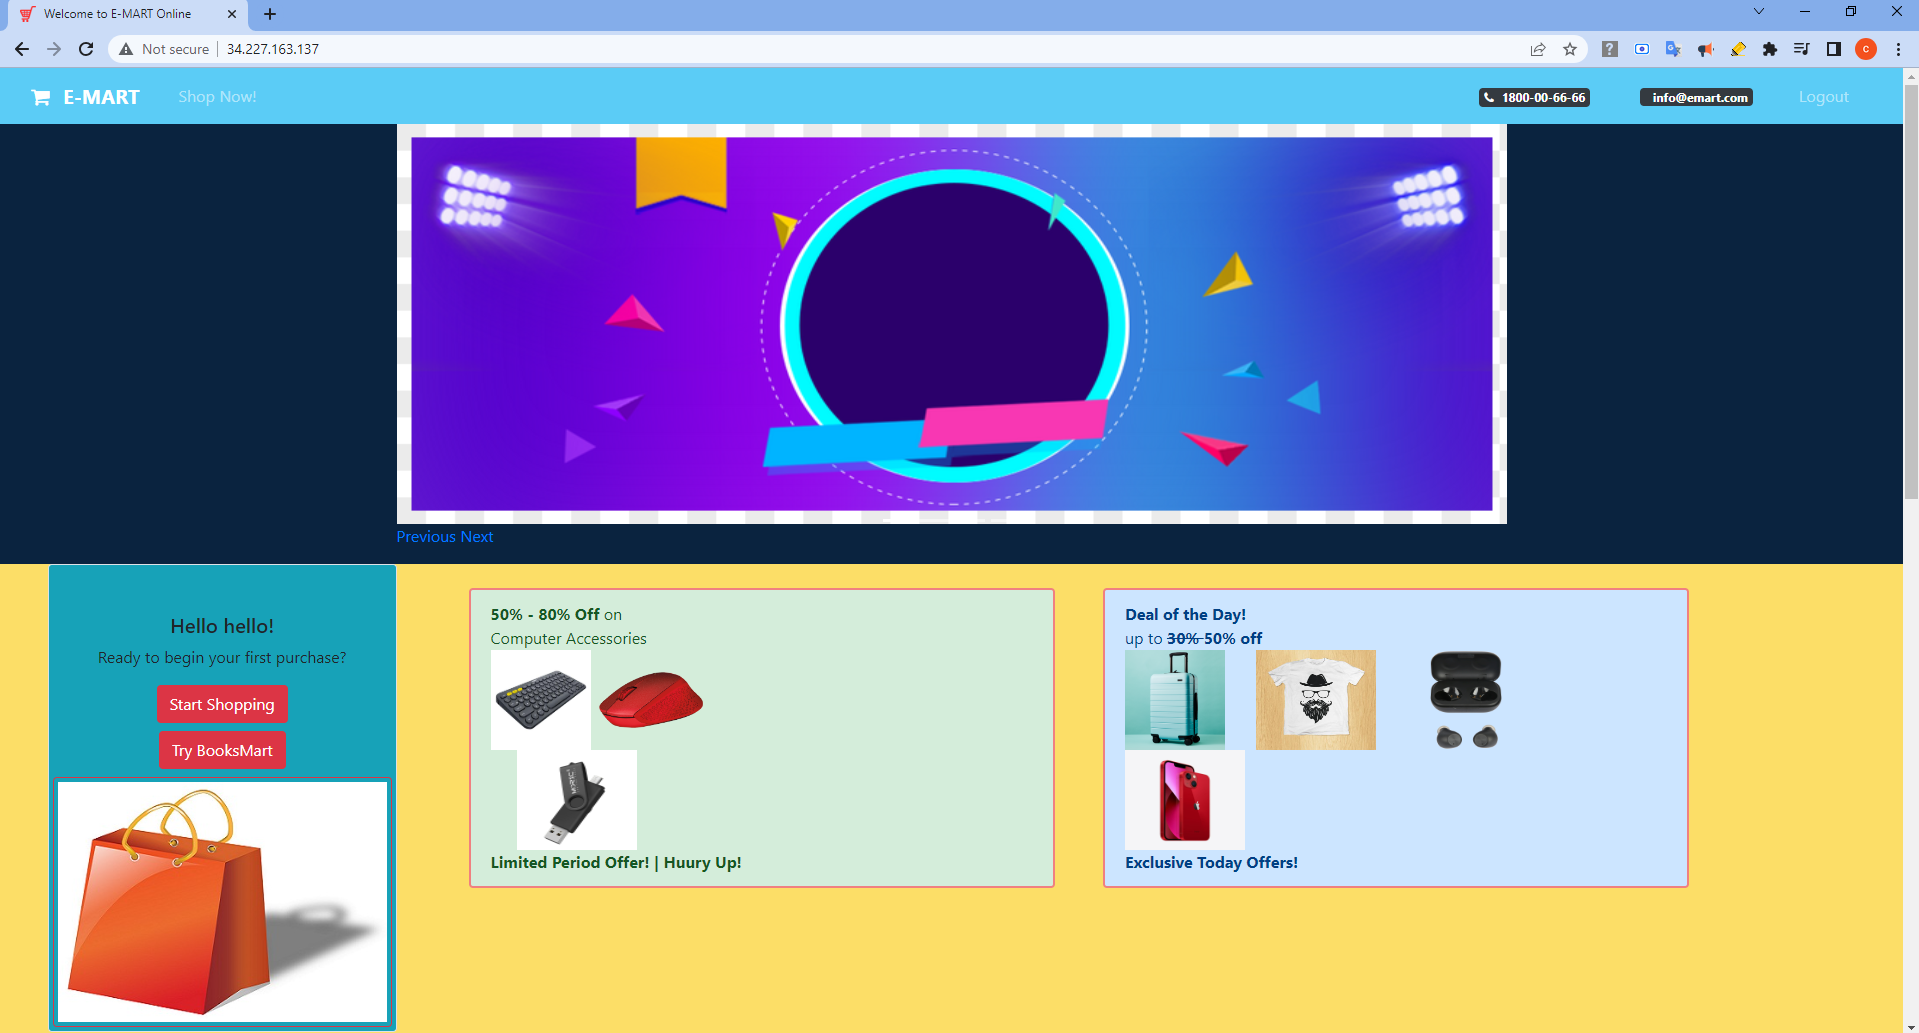 Welcome to E-MART Online
Not secure
34.227.163.137
C
E-MART
Shop Now!
1800-00-66-66
info@emart.com
Logout
Previous Next
Hello hello!
Ready to begin your first purchase?
Start Shopping
Try BooksMart
50% - 80% Off on
Computer Accessories
Limited Period Offer! | Huury Up!
Deal of the Day!
up to 30% 50% off
Exclusive Today Offers!